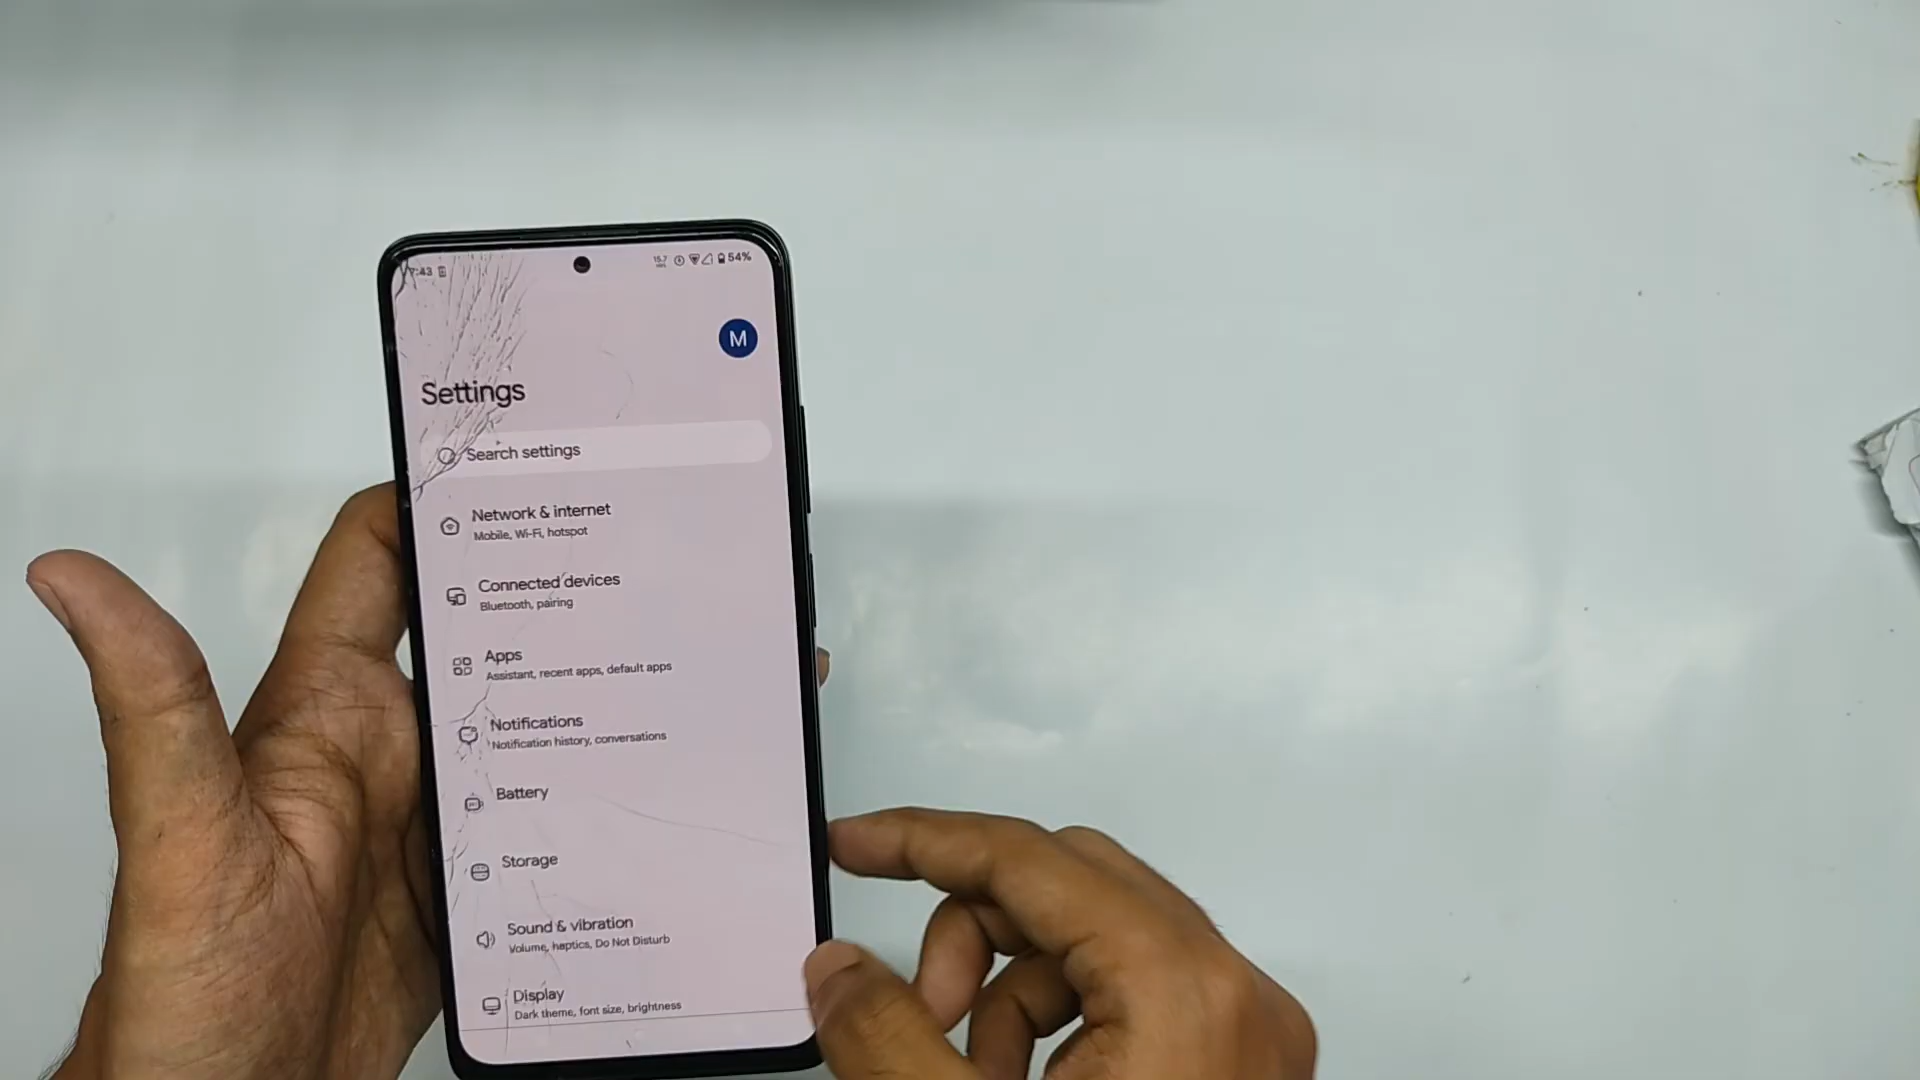 7:43 54%
M
Settings
Search settings
Network & internet
Mobile, Wi-Fi, hotspot
Connected devices
Bluetooth, pairing
Apps
Assistant, recent apps, default apps
Notifications
Notification history, conversations
Battery
Storage
Sound & vibration
Volume, haptics, Do Not Disturb
Display
Dark theme, font size, brightness